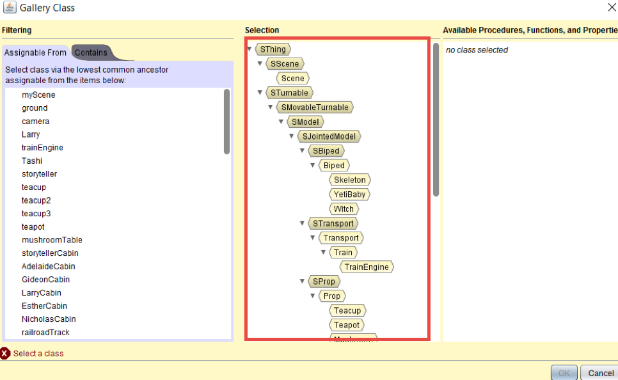 Gallery Class
Filtering
Assignable From Contains
Select class via the lowest common ancestor
assignable from the items below:
myScene
ground
camera
Larry
trainEngine
Tashi
storyteller
teacup
teacup2
teacup3
teapot
mushroomTable
storytellerCabin
AdelaideCabin
GideonCabin
LarryCabin
EstherCabin
NicholasCabin
railroadTrack
Selection
SThing
SScene
Scene
STurnable
SMovableTurnable
SModel
SJointedModel
SBiped
Biped
Skeleton
YetiBaby
Witch
STransport
Transport
Train
TrainEngine
SProp
Prop
Teacup
Teapot
Available Procedures, Functions, and Propertie
no class selected
Select a class
OK Cancel